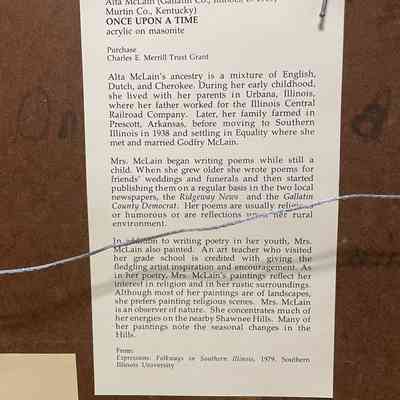 Alta McLain (Gallatin Co., Illinois,
Murtin Co., Kentucky)
ONCE UPON A TIME
acrylic on masonite
Purchase
Charles E. Merrill Trust Grant
Alta McLain's ancestry is a mixture of English,
Dutch, and Cherokee. During her early childhood,
she lived with her parents in Urbana, Illinois,
where her father worked for the Illinois Central
Railroad Company. Later, her family farmed in
Prescott, Arkansas, before moving to Southern
Illinois in 1938 and settling in Equality where she
met and married Godfry McLain.
Mrs. McLain began writing poems while still a
child. When she grew older she wrote poems for
friends' weddings and funerals and then started
publishing them on a regular basis in the two local
newspapers, the Ridgeway News and the Gallatin
County Democrat. Her poems are usually religious
or humorous or are reflections upon her rural
environment.
In addition to writing poetry in her youth, Mrs.
McLain also painted. An art teacher who visited
her grade school is credited with giving the
fledgling artist inspiration and encouragement. As
in her poetry, Mrs. McLain's paintings reflect her
interest in religion and in her rustic surroundings.
Although most of her paintings are of landscapes,
she prefers painting religious scenes. Mrs. McLain
is an observer of nature. She concentrates much of
her energies on the nearby Shawnee Hills. Many of
her paintings note the seasonal changes in the
Hills.
From:
Expressions: Folkways in Southern Illinois, 1979, Southern
Illinois University